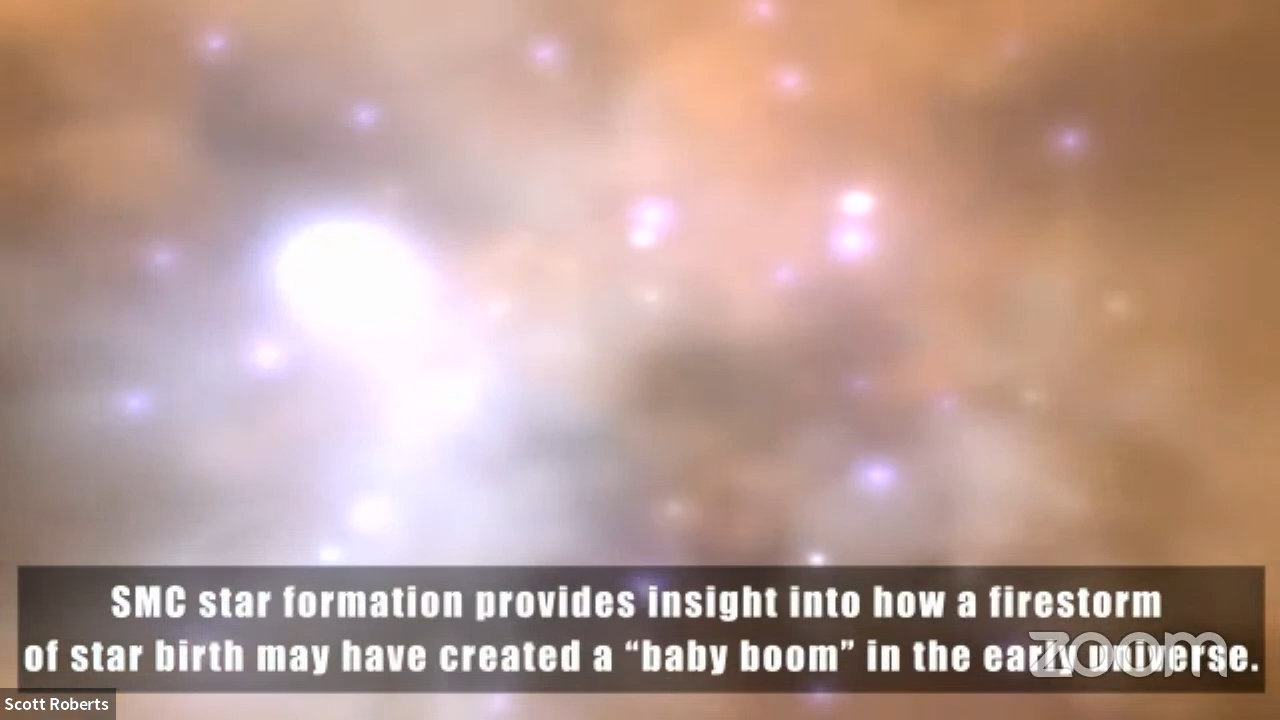 SMC star formation provides insight into how a firestorm
of star birth may have created a “baby boom” in the early universe.
zoom
Scott Roberts